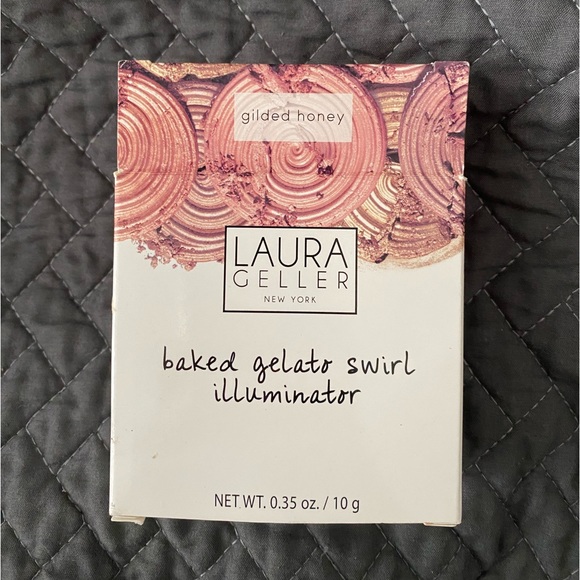 gilded honey
LAURA
GELLER
NEW YORK
baked gelato swirl
illuminator
NET WT. 0.35 oz. / 10 g